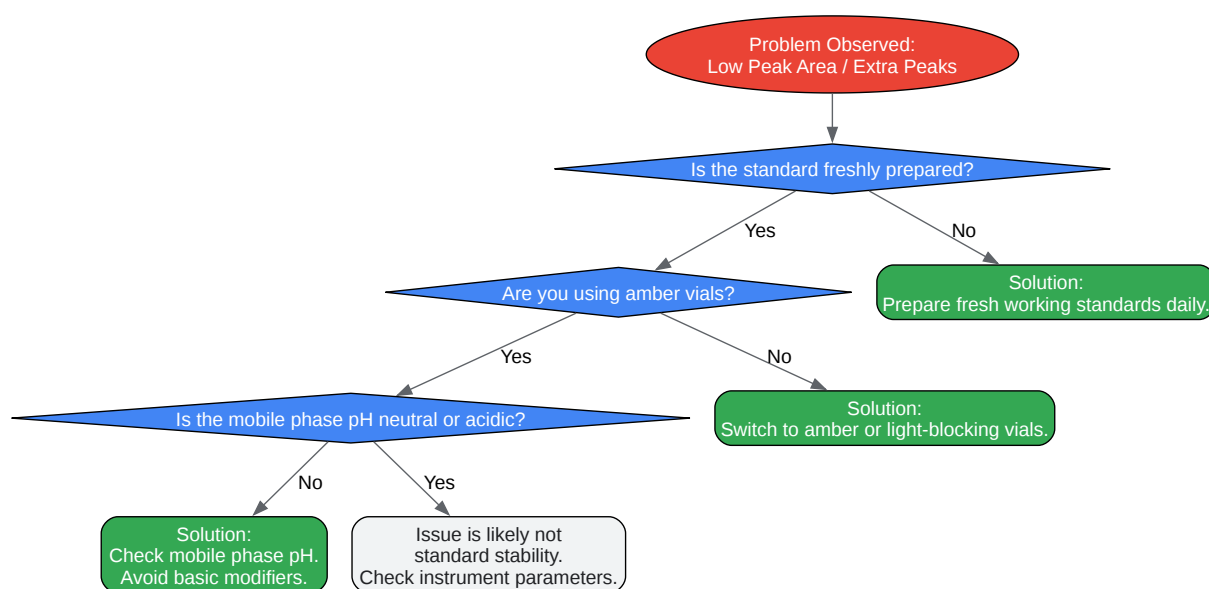 Problem Observed:
Low Peak Area / Extra Peaks
Is the standard freshly prepared?
Yes
No
Are you using amber vials?
Solution:
Prepare fresh working standards daily.
Yes
No
Is the mobile phase pH neutral or acidic?
Solution:
Switch to amber or light-blocking vials.
No
Yes
Solution:
Check mobile phase pH.
Avoid basic modifiers.
Issue is likely not
standard stability.
Check instrument parameters.